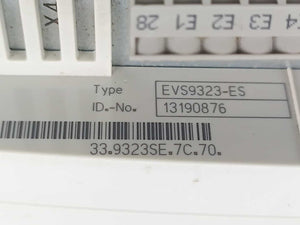 X4
28 E1 E2 E3 E4
Type EVS9323-ES
ID.-No. 13190876
33.9323SE.7C.70.